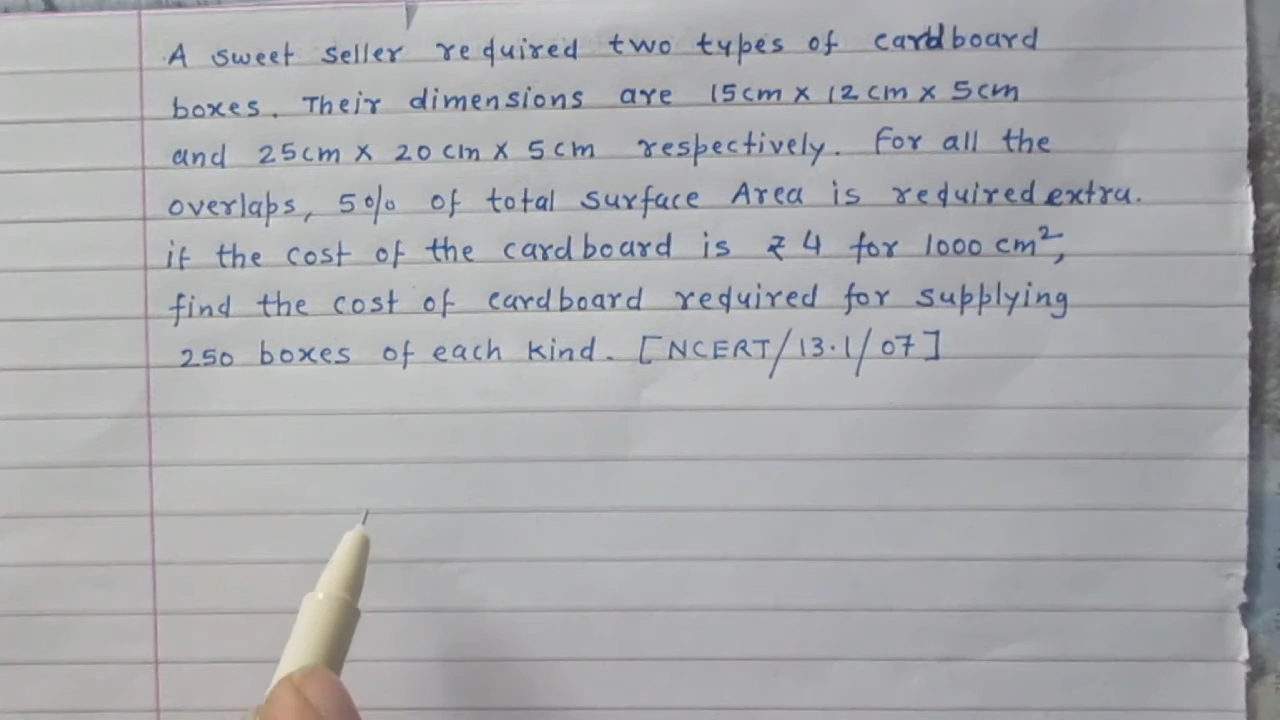 A sweet seller required two types of cardboard
boxes. Their dimensions are 15cm x 12cm x 5cm
and 25cm x 20cm x 5cm respectively. For all the
overlaps, 5% of total surface Area is required extra.
if the cost of the cardboard is ₹ 4 for 1000 cm²,
find the cost of cardboard required for supplying
250 boxes of each kind. [NCERT/13.1/07]